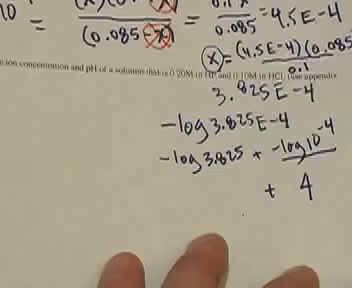 10 = (x)(0. x) / (0.085-x) = 0.1x / 0.085 = 4.5E-4
x = (4.5E-4)(0.085 / 0.1
ion concentration and pH of a solution that is 0.20M in HF and 0.10M in HCl. (use appendix
3.825E-4
-log 3.825E-4
-log 3.825 + -log 10^-4
+ 4